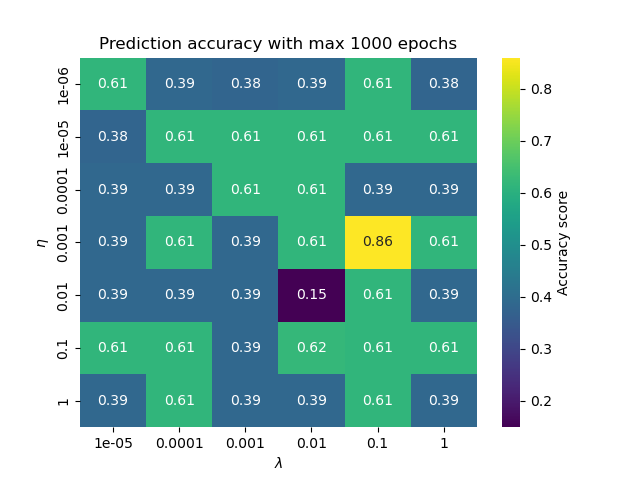 Prediction accuracy with max 1000 epochs
1e-06 0.61 0.39 0.38 0.39 0.61 0.38
1e-05 0.38 0.61 0.61 0.61 0.61 0.61
0.0001 0.39 0.39 0.61 0.61 0.39 0.39
0.001 0.39 0.61 0.39 0.61 0.86 0.61
0.01 0.39 0.39 0.39 0.15 0.61 0.39
0.1 0.61 0.61 0.39 0.62 0.61 0.61
1 0.39 0.61 0.39 0.39 0.61 0.39
1e-05 0.0001 0.001 0.01 0.1 1
λ
η
0.8
0.7
0.6
0.5
0.4
0.3
0.2
Accuracy score